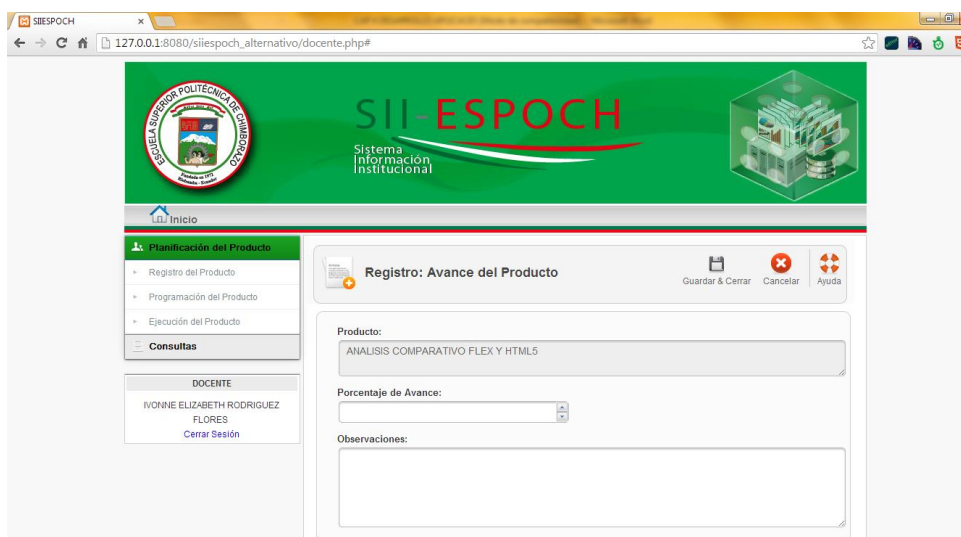 SIIESPOCH
127.0.0.1:8080/siiespoch_alternativo/docente.php#
ESCUELA SUPERIOR POLITÉCNICA DE CHIMBORAZO
SII-ESPOCH
Sistema
Información
Institucional
Inicio
Planificación del Producto
Registro del Producto
Programación del Producto
Ejecución del Producto
Consultas
DOCENTE
IVONNE ELIZABETH RODRIGUEZ
FLORES
Cerrar Sesión
Registro: Avance del Producto
Guardar & Cerrar
Cancelar
Ayuda
Producto:
ANALISIS COMPARATIVO FLEX Y HTML5
Porcentaje de Avance:
Observaciones: